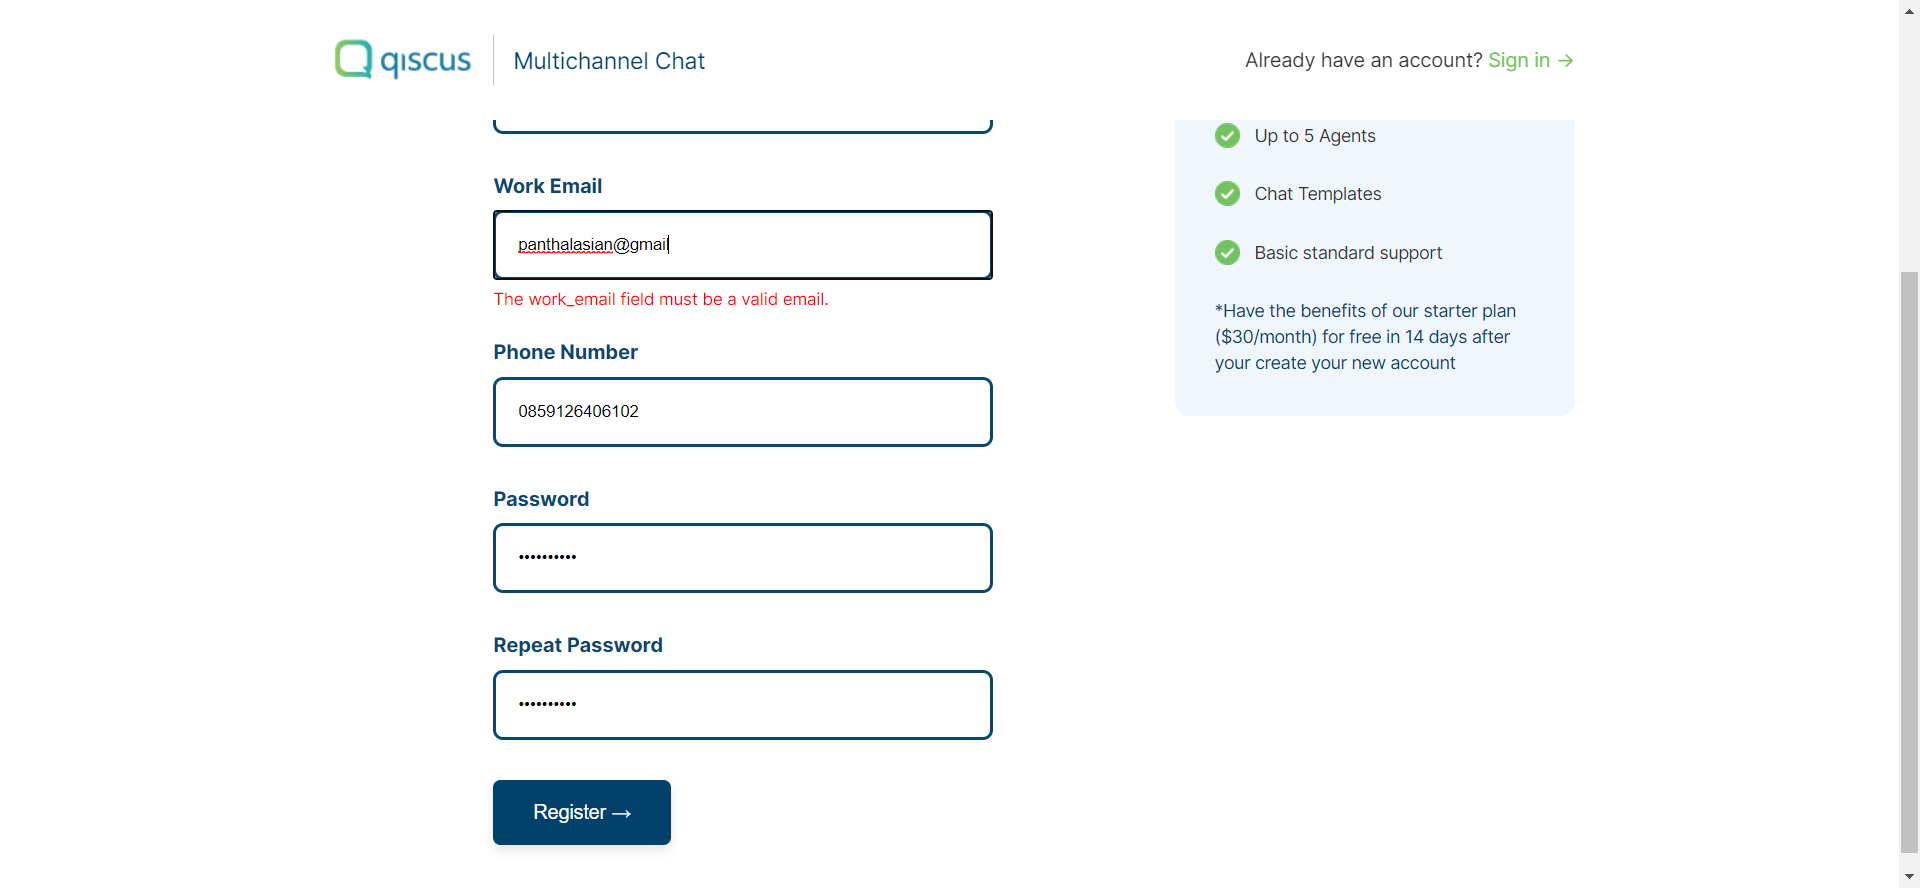 qiscus
Multichannel Chat
Already have an account? Sign in →
Work Email
panthalasian@gmail
The work_email field must be a valid email.
Phone Number
0859126406102
Password
••••••••••
Repeat Password
••••••••••
Register →
Up to 5 Agents
Chat Templates
Basic standard support
*Have the benefits of our starter plan
($30/month) for free in 14 days after
your create your new account